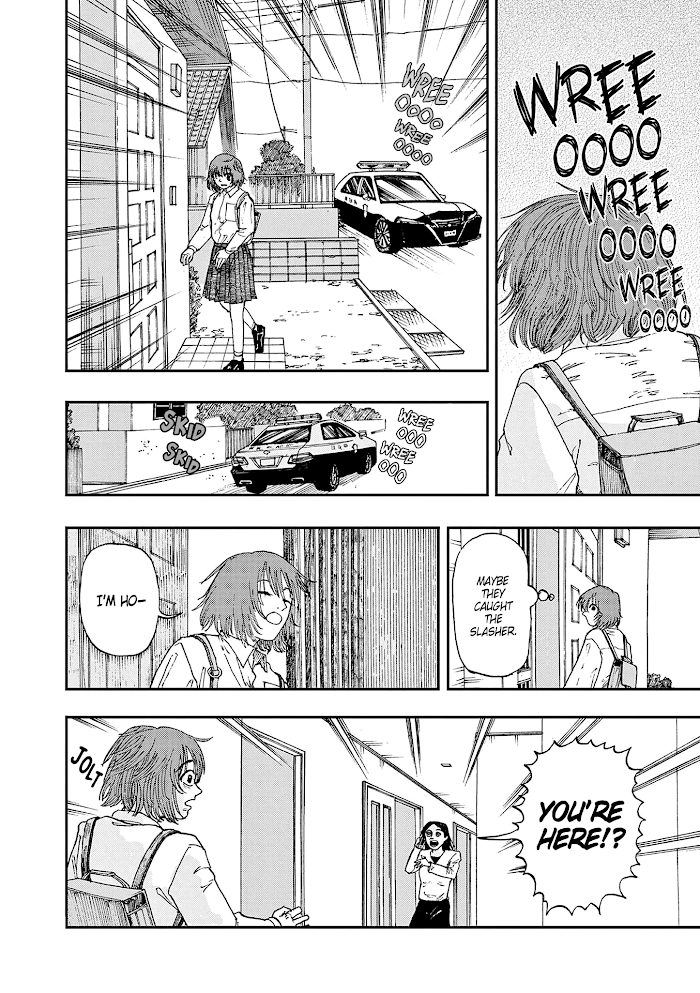 WREE
OOOO
WREE
OOOO
WREE
OOOO
WREE
OOOO
WREE
OOOO
SKID
SKID
WREE
OOO
WREE
OOO
MAYBE
THEY
CAUGHT
THE
SLASHER.
I'M HO-
YOU'RE
HERE!?
JOLT